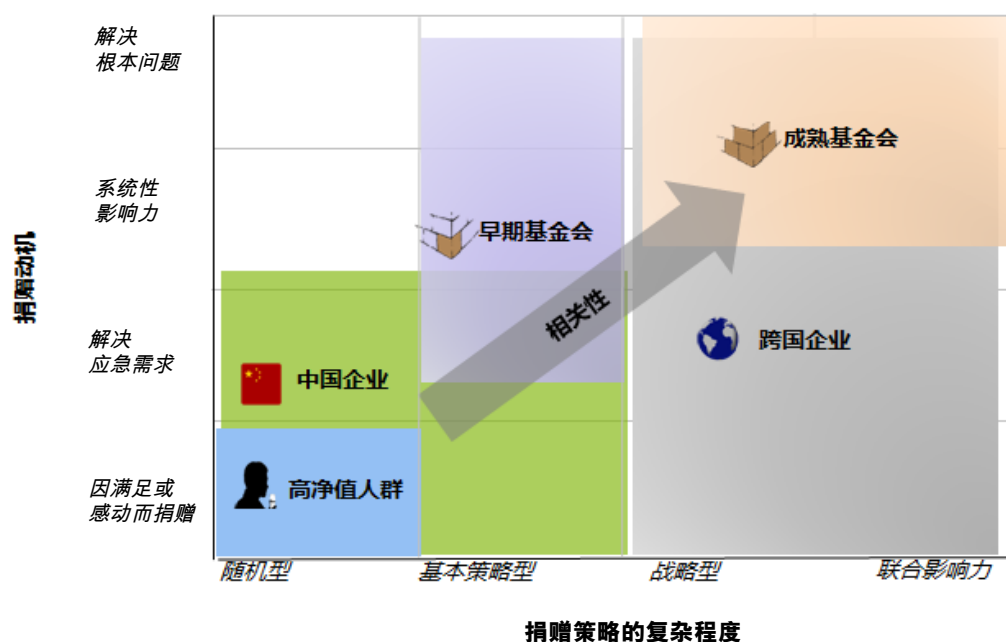 解决
根本问题
成熟基金会
系统性
影响力
早期基金会
捐赠动机
相关性
解决
应急需求
跨国企业
中国企业
因满足或
感动而捐赠
高净值人群
随机型
基本策略型
战略型
联合影响力
捐赠策略的复杂程度